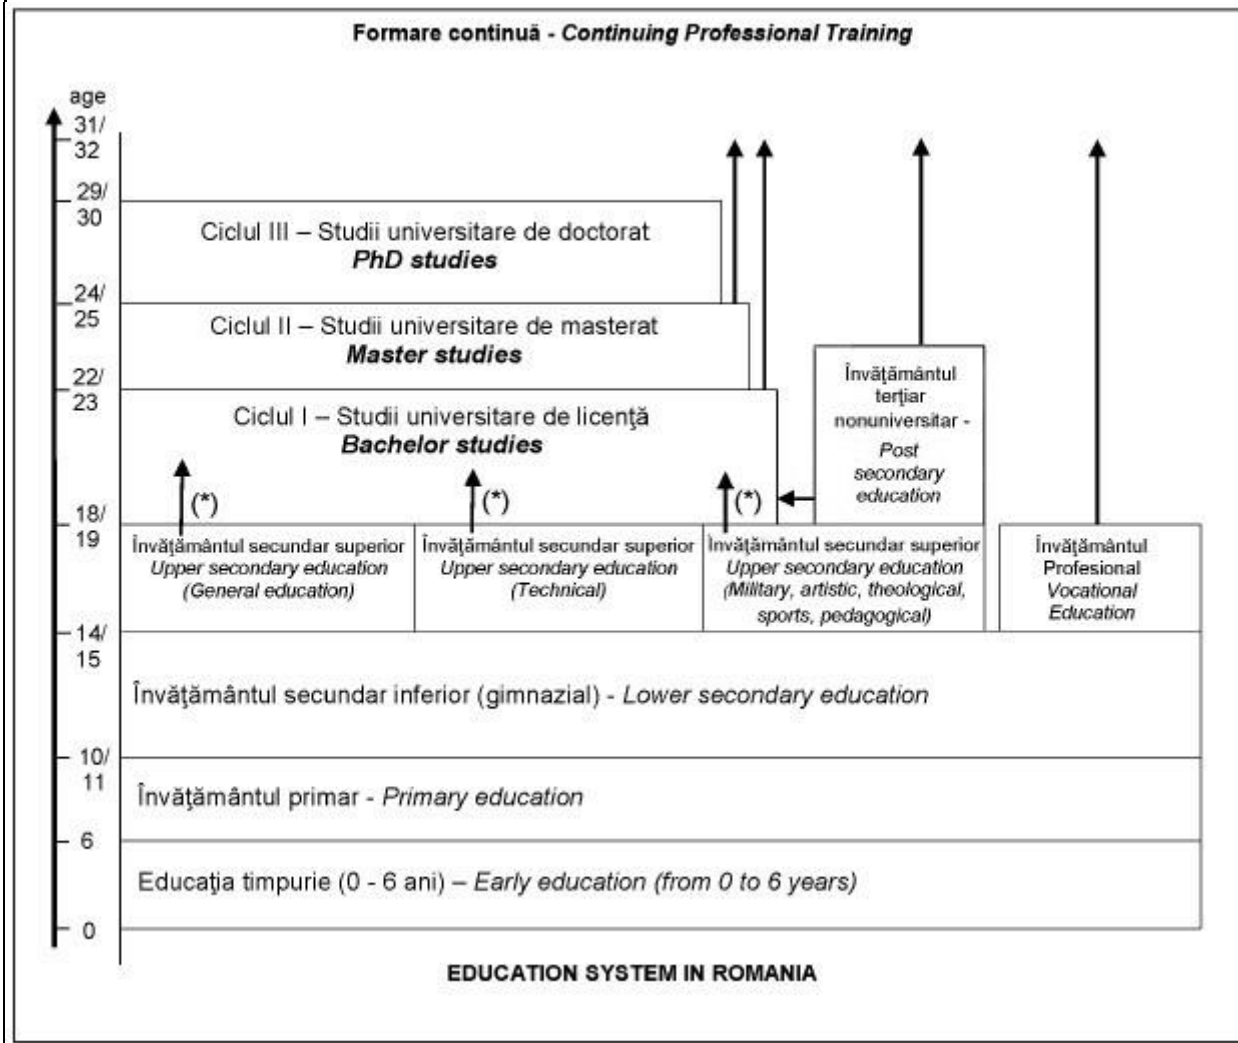 Formare continuă - Continuing Professional Training
age
31/
32
29/
30
Ciclul III – Studii universitare de doctorat
PhD studies
24/
25
Ciclul II – Studii universitare de masterat
Master studies
22/
23
Ciclul I – Studii universitare de licenţă
Bachelor studies
(*)
(*)
(*)
Învăţământul
terţiar
nonuniversitar -
Post
secondary
education
18/
19
Învăţământul secundar superior
Upper secondary education
(General education)
Învăţământul secundar superior
Upper secondary education
(Technical)
Învăţământul secundar superior
Upper secondary education
(Military, artistic, theological,
sports, pedagogical)
Învăţământul
Profesional
Vocational
Education
14/
15
Învăţământul secundar inferior (gimnazial) - Lower secondary education
10/
11
Învăţământul primar - Primary education
6
Educaţia timpurie (0 - 6 ani) – Early education (from 0 to 6 years)
0
EDUCATION SYSTEM IN ROMANIA